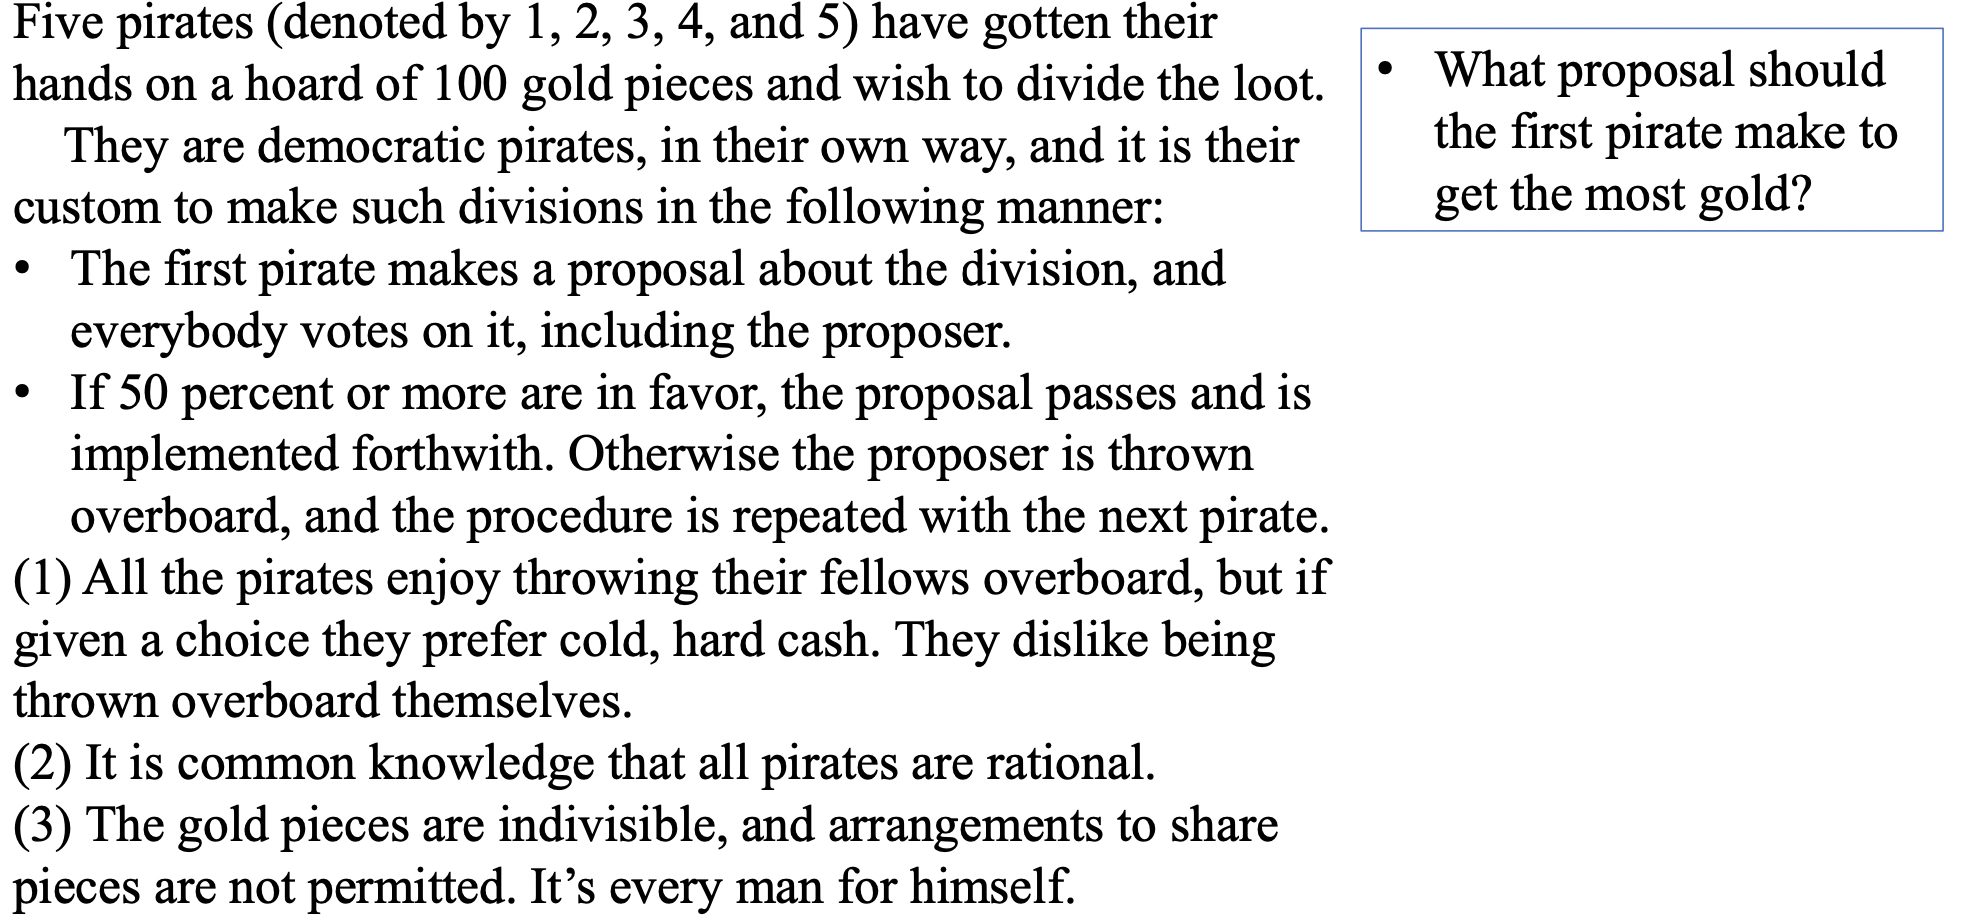 Five pirates (denoted by 1, 2, 3, 4, and 5) have gotten their
hands on a hoard of 100 gold pieces and wish to divide the loot.
They are democratic pirates, in their own way, and it is their
custom to make such divisions in the following manner:
• The first pirate makes a proposal about the division, and
everybody votes on it, including the proposer.
• If 50 percent or more are in favor, the proposal passes and is
implemented forthwith. Otherwise the proposer is thrown
overboard, and the procedure is repeated with the next pirate.
(1) All the pirates enjoy throwing their fellows overboard, but if
given a choice they prefer cold, hard cash. They dislike being
thrown overboard themselves.
(2) It is common knowledge that all pirates are rational.
(3) The gold pieces are indivisible, and arrangements to share
pieces are not permitted. It’s every man for himself.
• What proposal should
the first pirate make to
get the most gold?